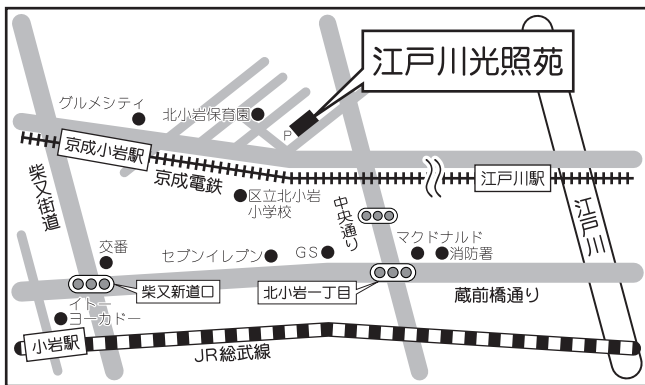 江戸川光照苑
グルメシティ
北小岩保育園
P
京成小岩駅
京成電鉄
江戸川駅
柴又街道
区立北小岩
小学校
中央通り
江戸川
交番
セブンイレブン
GS
マクドナルド
消防署
柴又新道口
北小岩一丁目
蔵前橋通り
イトー
ヨーカドー
小岩駅
JR総武線